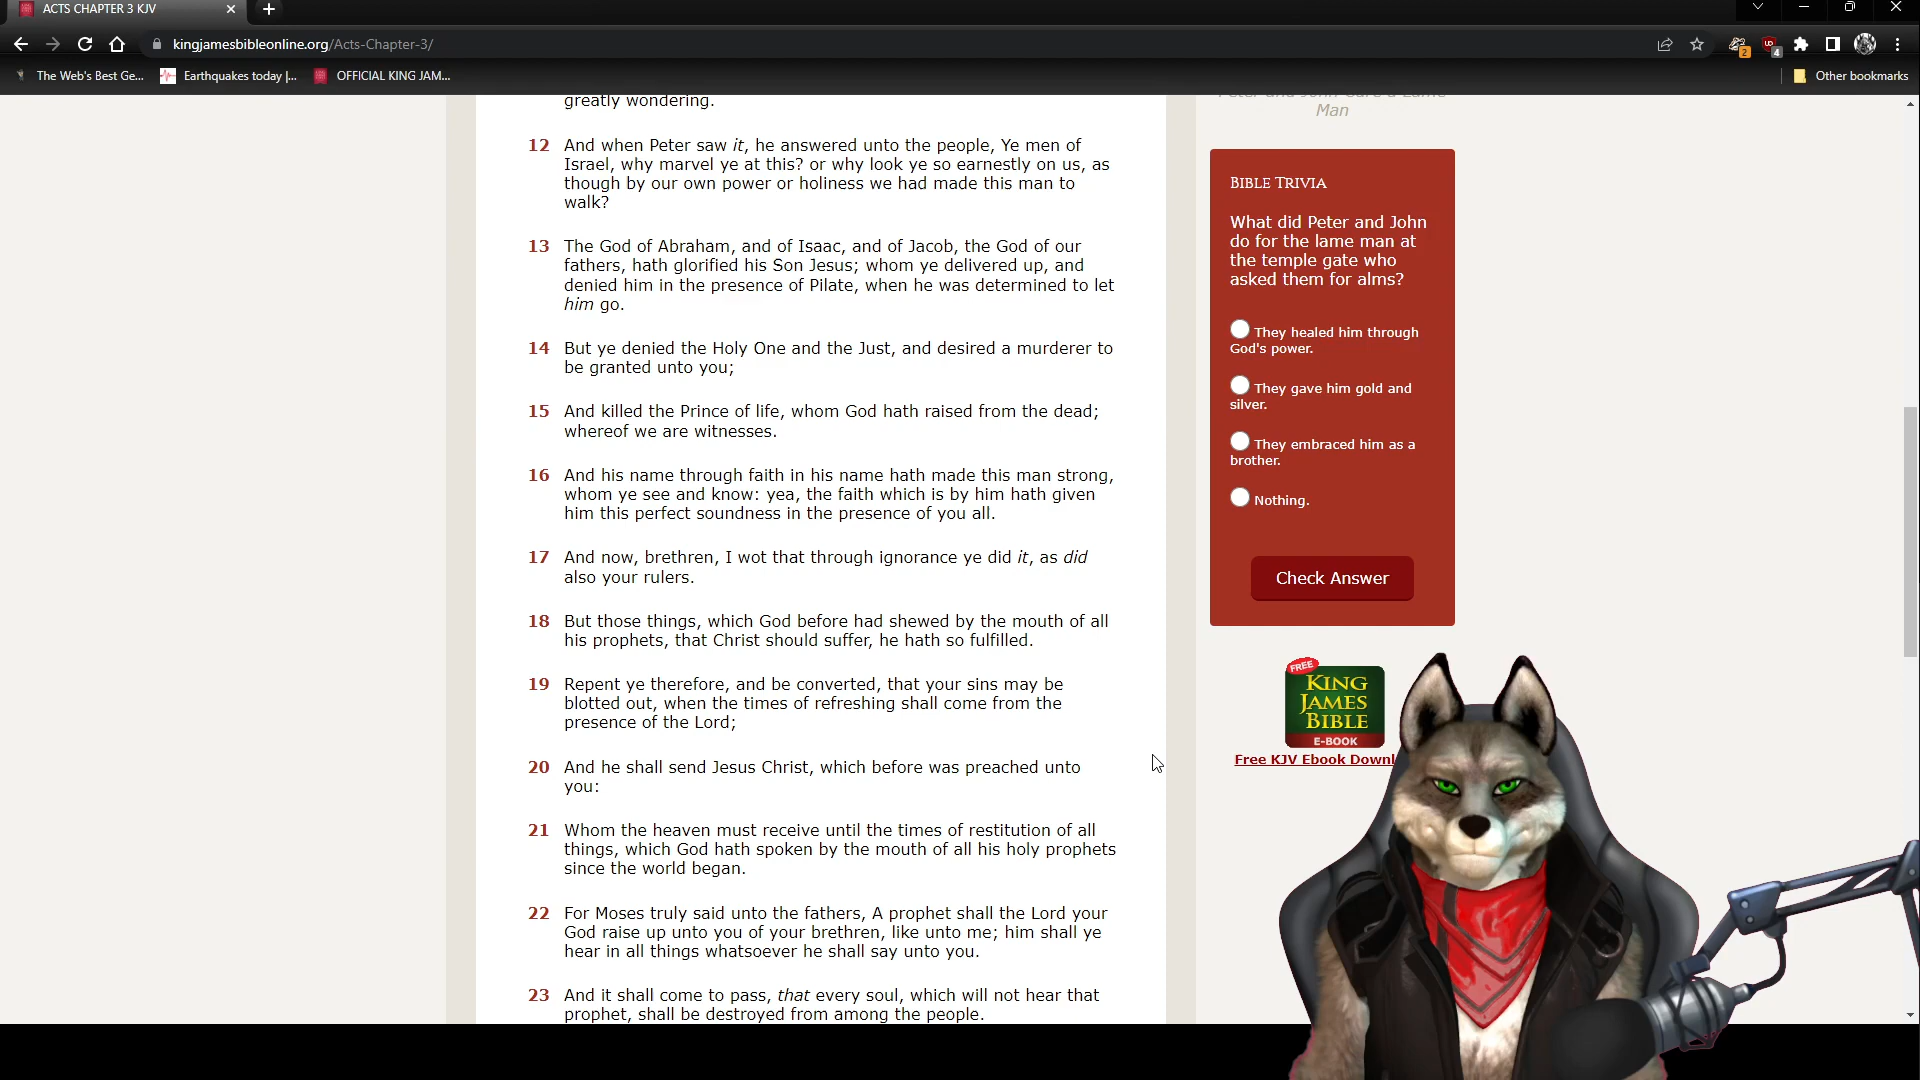 ACTS CHAPTER 3 KJV
kingjamesbibleonline.org/Acts-Chapter-3/
2
4
The Web's Best Ge...
Earthquakes today |...
OFFICIAL KING JAM...
Other bookmarks
greatly wondering.
12 And when Peter saw it, he answered unto the people, Ye men of
Israel, why marvel ye at this? or why look ye so earnestly on us, as
though by our own power or holiness we had made this man to
walk?
13 The God of Abraham, and of Isaac, and of Jacob, the God of our
fathers, hath glorified his Son Jesus; whom ye delivered up, and
denied him in the presence of Pilate, when he was determined to let
him go.
14 But ye denied the Holy One and the Just, and desired a murderer to
be granted unto you;
15 And killed the Prince of life, whom God hath raised from the dead;
whereof we are witnesses.
16 And his name through faith in his name hath made this man strong,
whom ye see and know: yea, the faith which is by him hath given
him this perfect soundness in the presence of you all.
17 And now, brethren, I wot that through ignorance ye did it, as did
also your rulers.
18 But those things, which God before had shewed by the mouth of all
his prophets, that Christ should suffer, he hath so fulfilled.
19 Repent ye therefore, and be converted, that your sins may be
blotted out, when the times of refreshing shall come from the
presence of the Lord;
20 And he shall send Jesus Christ, which before was preached unto
you:
21 Whom the heaven must receive until the times of restitution of all
things, which God hath spoken by the mouth of all his holy prophets
since the world began.
22 For Moses truly said unto the fathers, A prophet shall the Lord your
God raise up unto you of your brethren, like unto me; him shall ye
hear in all things whatsoever he shall say unto you.
23 And it shall come to pass, that every soul, which will not hear that
prophet, shall be destroyed from among the people.
Peter and John Cure a Lame
Man
BIBLE TRIVIA
What did Peter and John
do for the lame man at
the temple gate who
asked them for alms?
They healed him through
God's power.
They gave him gold and
silver.
They embraced him as a
brother.
Nothing.
Check Answer
FREE
KING
JAMES
BIBLE
E-BOOK
Free KJV Ebook Downl